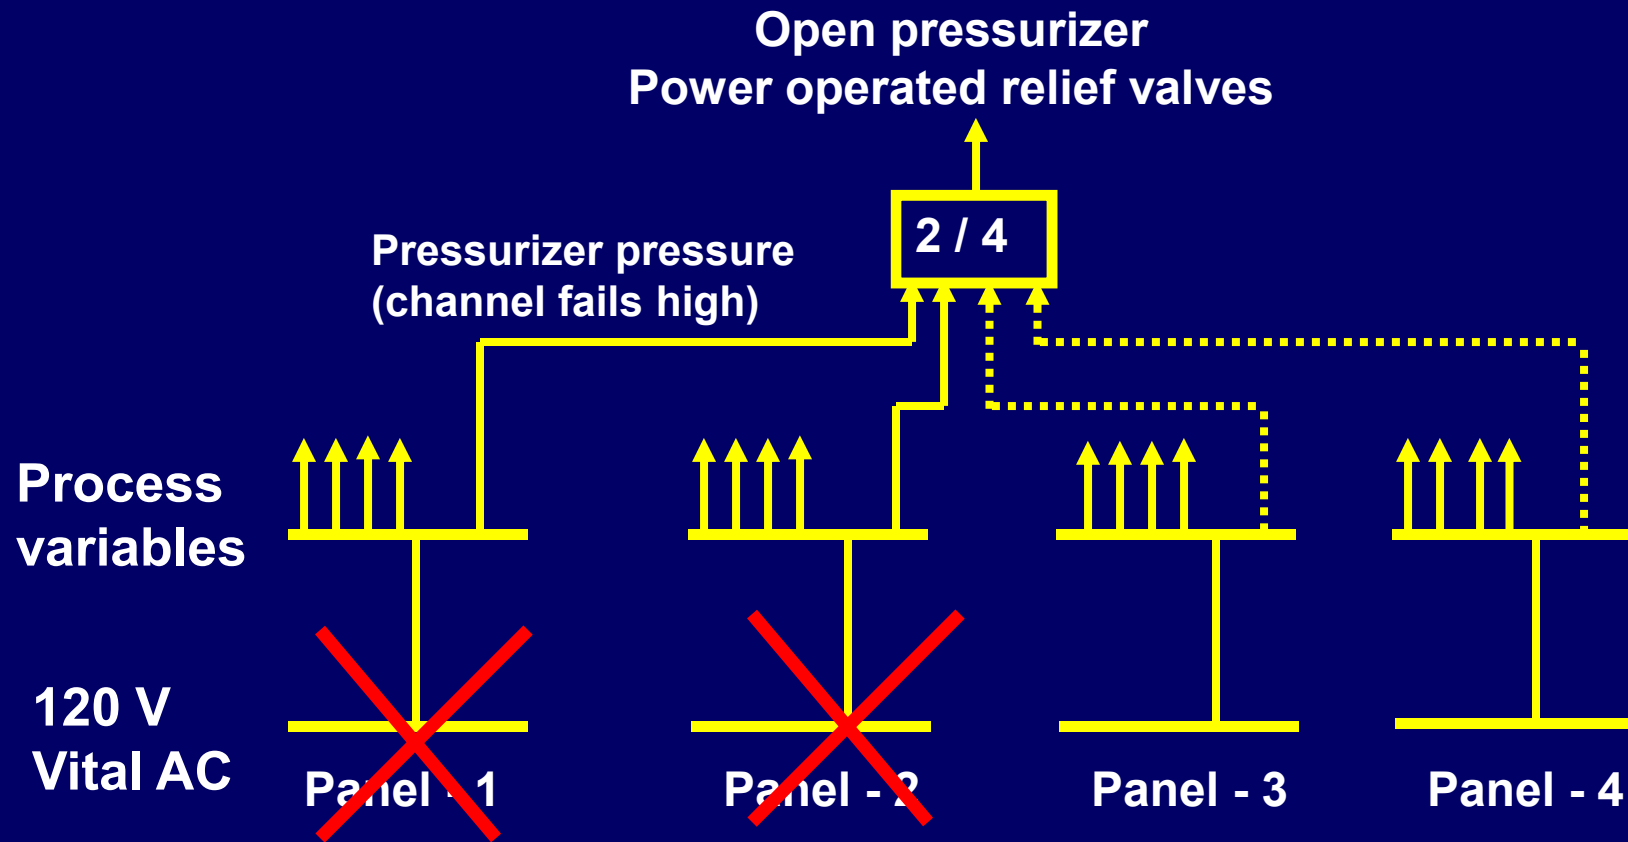 Open pressurizer
Power operated relief valves
2 / 4
Pressurizer pressure
(channel fails high)
Process
variables
120 V
Vital AC
Panel - 1
Panel - 2
Panel - 3
Panel - 4